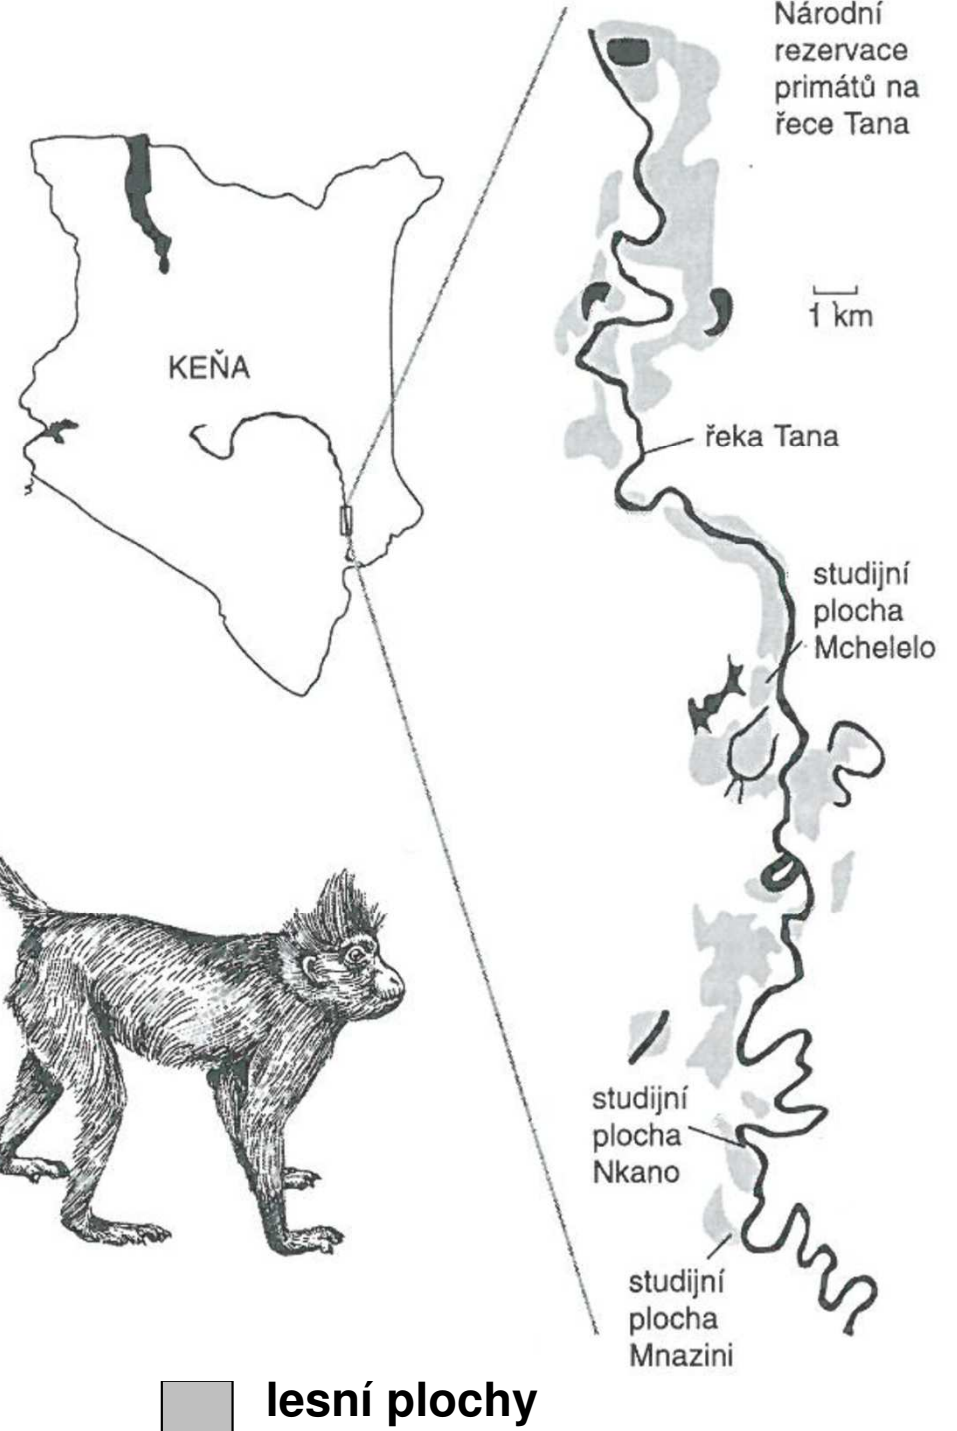 Národní
rezervace
primátů na
řece Tana
1 km
KEŇA
řeka Tana
studijní
plocha
Mchelelo
studijní
plocha
Nkano
studijní
plocha
Mnazini
lesní plochy